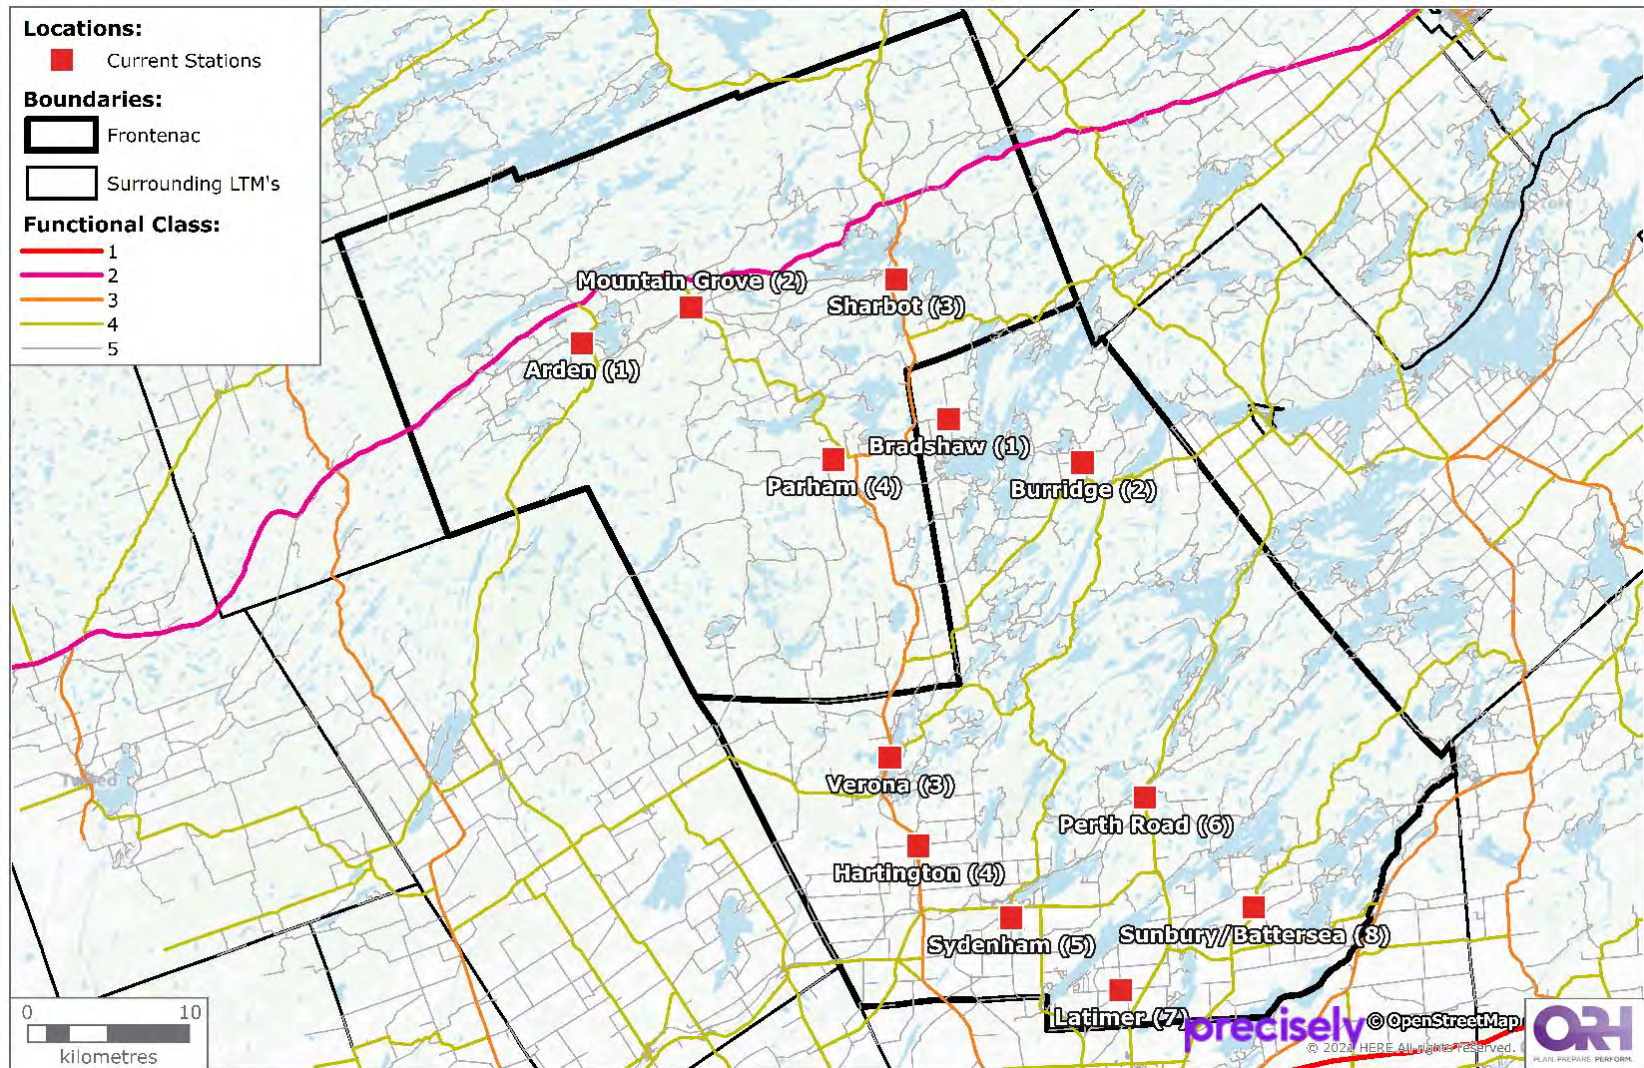 Locations:
Current Stations
Boundaries:
Frontenac
Surrounding LTM's
Functional Class:
1
2
3
4
5
Mountain Grove (2)
Sharbot (3)
Arden (1)
Bradshaw (1)
Parham (4)
Burridge (2)
Verona (3)
Perth Road (6)
Hartington (4)
Sydenham (5)
Sunbury/Battersea (8)
Latimer (7)
0 10
kilometres
precisely © OpenStreetMap
HERE All rights reserved.
ORH
PLAN. PREPARE. PERFORM.